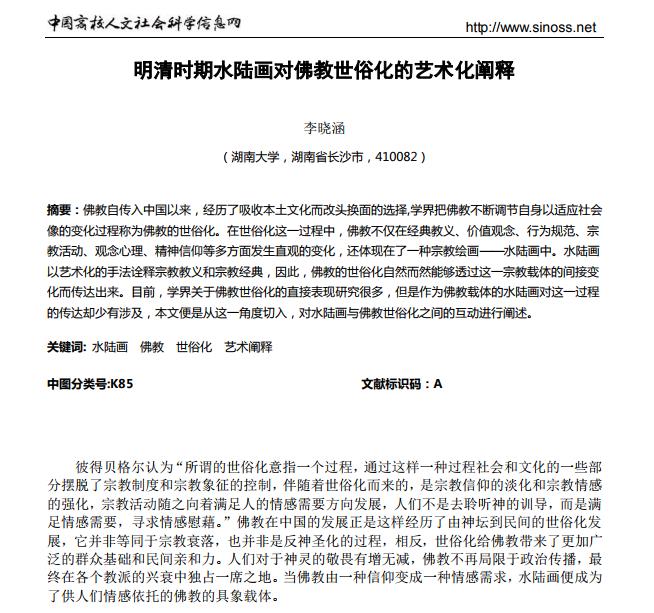 中国高校人文社会科学信息网
http://www.sinoss.net
明清时期水陆画对佛教世俗化的艺术化阐释
李晓涵
（湖南大学，湖南省长沙市，410082）
摘要：佛教自传入中国以来，经历了吸收本土文化而改头换面的选择,学界把佛教不断调节自身以适应社会
像的变化过程称为佛教的世俗化。在世俗化这一过程中，佛教不仅在经典教义、价值观念、行为规范、宗
教活动、观念心理、精神信仰等多方面发生直观的变化，还体现在了一种宗教绘画——水陆画中。水陆画
以艺术化的手法诠释宗教教义和宗教经典，因此，佛教的世俗化自然而然能够透过这一宗教载体的间接变
化而传达出来。目前，学界关于佛教世俗化的直接表现研究很多，但是作为佛教载体的水陆画对这一过程
的传达却少有涉及，本文便是从这一角度切入，对水陆画与佛教世俗化之间的互动进行阐述。
关键词: 水陆画 佛教 世俗化 艺术阐释
中图分类号:K85 文献标识码：A
彼得贝格尔认为“所谓的世俗化意指一个过程，通过这样一种过程社会和文化的一些部
分摆脱了宗教制度和宗教象征的控制，伴随着世俗化而来的，是宗教信仰的淡化和宗教情感
的强化，宗教活动随之向着满足人的情感需要方向发展，人们不是去聆听神的训导，而是满
足情感需要，寻求情感慰藉。”佛教在中国的发展正是这样经历了由神坛到民间的世俗化发
展，它并非等同于宗教衰落，也并非是反神圣化的过程，相反，世俗化给佛教带来了更加广
泛的群众基础和民间亲和力。人们对于神灵的敬畏有增无减，佛教不再局限于政治传播，最
终在各个教派的兴衰中独占一席之地。当佛教由一种信仰变成一种情感需求，水陆画便成为
了供人们情感依托的佛教的具象载体。